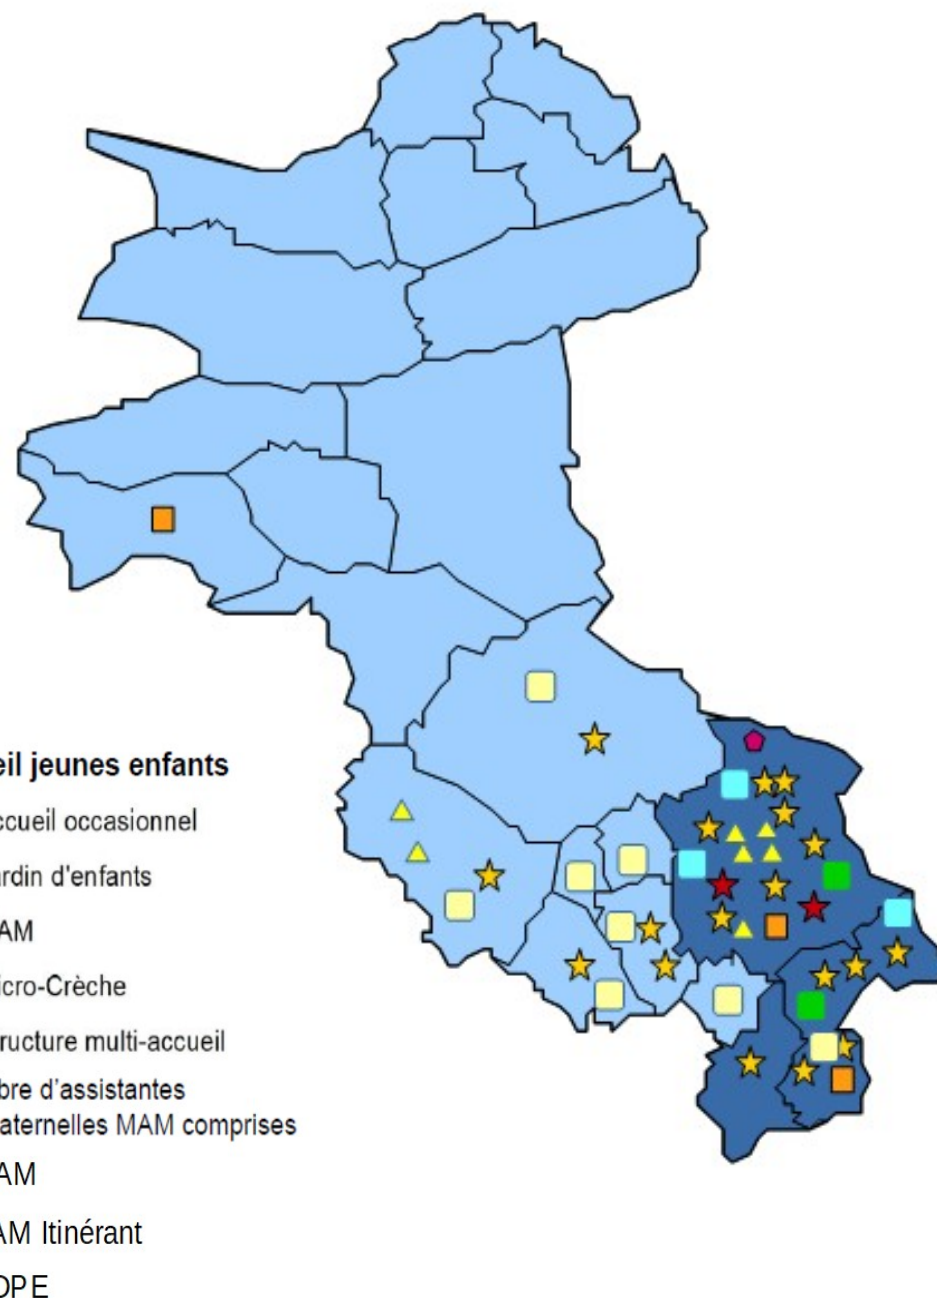 eil jeunes enfants
ccueil occasionnel
ardin d'enfants
AM
icro-Crèche
ructure multi-accueil
bre d’assistantes
aternelles MAM comprises
AM
AM Itinérant
OPE